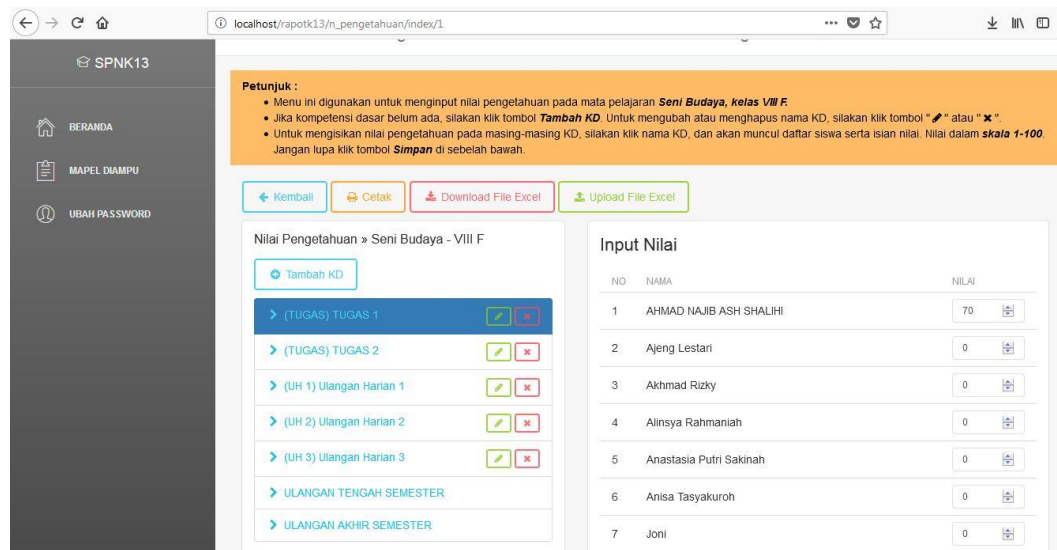 localhost/rapotk13/n_pengetahuan/index/1
SPNK13
BERANDA
MAPEL DIAMPU
UBAH PASSWORD
Petunjuk :
Menu ini digunakan untuk menginput nilai pengetahuan pada mata pelajaran Seni Budaya, kelas VIII F.
Jika kompetensi dasar belum ada, silakan klik tombol Tambah KD. Untuk mengubah atau menghapus nama KD, silakan klik tombol " " atau " ✖ ".
Untuk mengisikan nilai pengetahuan pada masing-masing KD, silakan klik nama KD, dan akan muncul daftar siswa serta isian nilai. Nilai dalam skala 1-100.
Jangan lupa klik tombol Simpan di sebelah bawah.
Kembali
Cetak
Download File Excel
Upload File Excel
Nilai Pengetahuan » Seni Budaya - VIII F
Tambah KD
(TUGAS) TUGAS 1
(TUGAS) TUGAS 2
(UH 1) Ulangan Harian 1
(UH 2) Ulangan Harian 2
(UH 3) Ulangan Harian 3
ULANGAN TENGAH SEMESTER
ULANGAN AKHIR SEMESTER
Input Nilai
NO NAMA NILAI
1 AHMAD NAJIB ASH SHALIHI 70
2 Ajeng Lestari 0
3 Akhmad Rizky 0
4 Alinsya Rahmaniah 0
5 Anastasia Putri Sakinah 0
6 Anisa Tasyakuroh 0
7 Joni 0